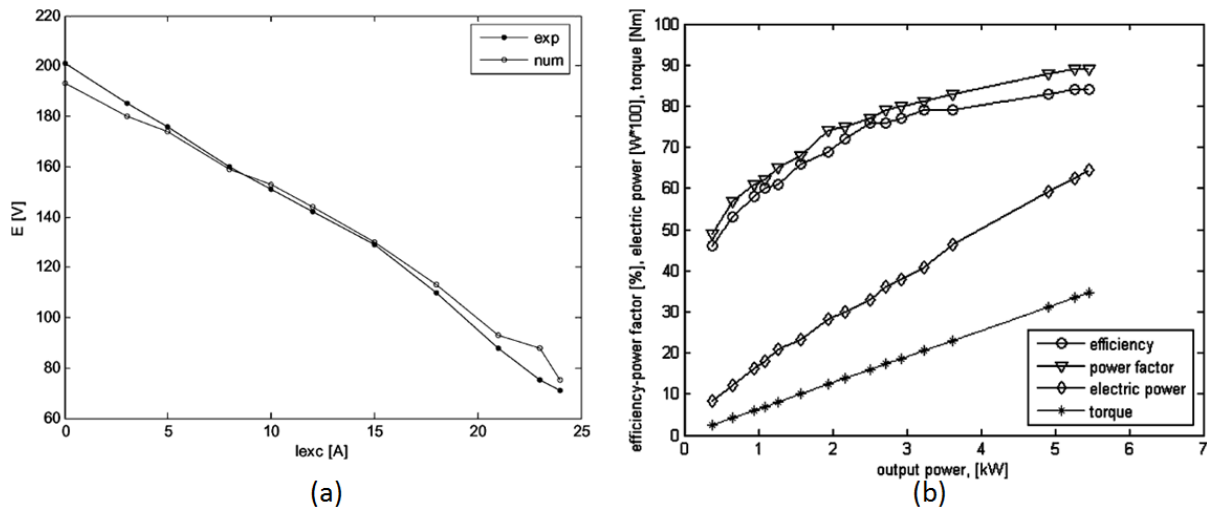 220
200
180
160
140
120
100
80
60
E [V]
0
5
10
15
20
25
Iexc [A]
exp
num
(a)
efficiency-power factor [%], electric power [W*100], torque [Nm]
100
90
80
70
60
50
40
30
20
10
0
0
1
2
3
4
5
6
7
output power, [kW]
efficiency
power factor
electric power
torque
(b)